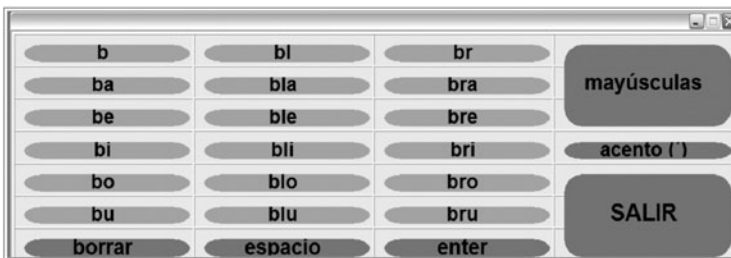 b bl br
mayúsculas
ba bla bra
be ble bre
bi bli bri acento (´)
bo blo bro
SALIR
bu blu bru
borrar espacio enter